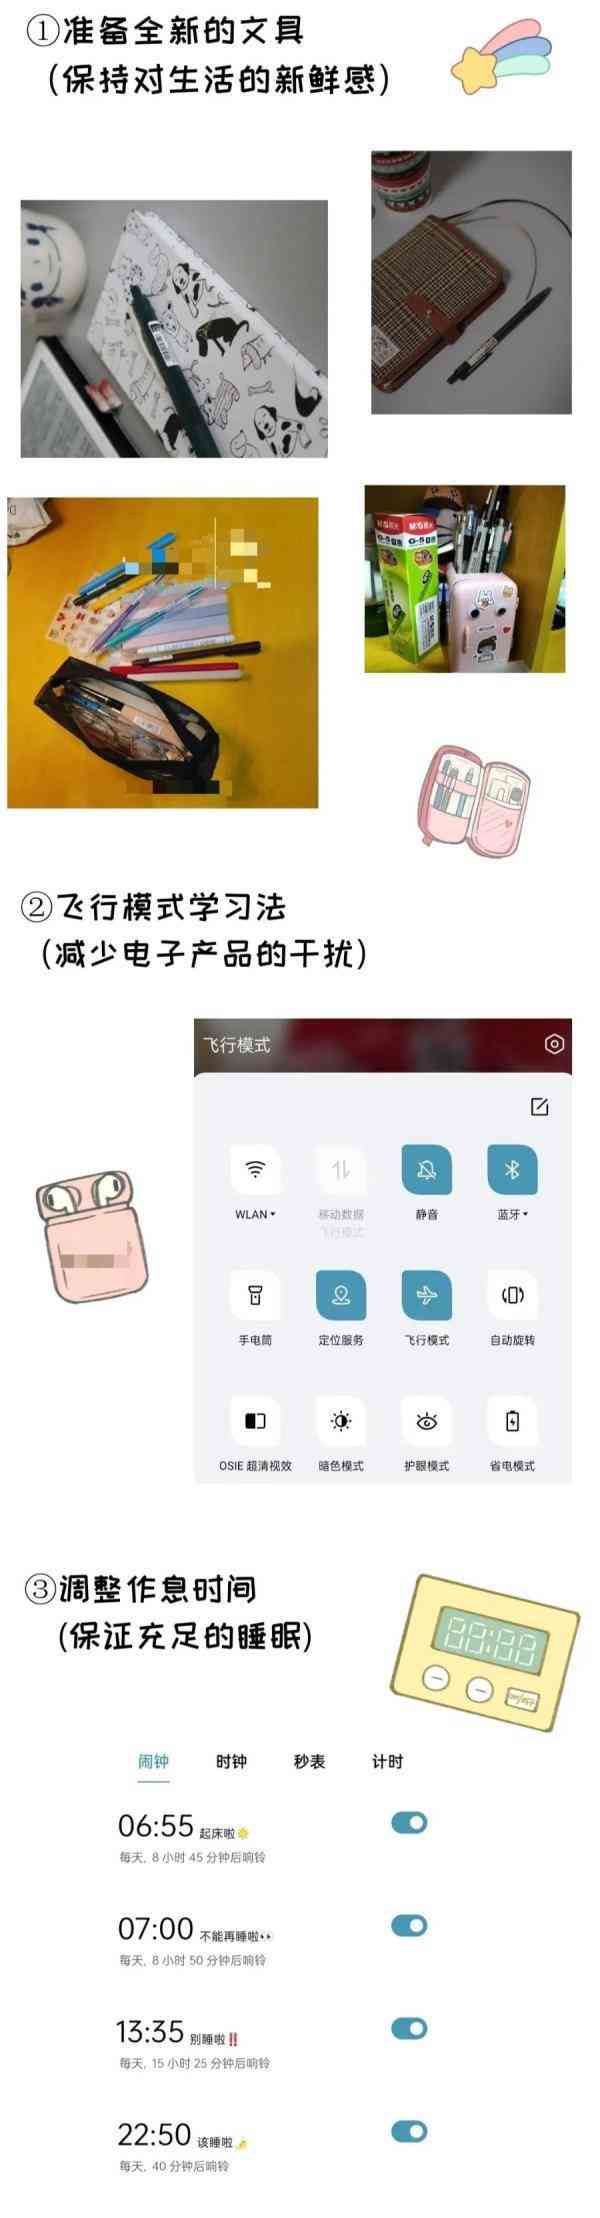 ①准备全新的文具
(保持对生活的新鲜感)
M&G晨光
②飞行模式学习法
(减少电子产品的干扰)
飞行模式
WLAN
移动数据
飞行模式
静音
蓝牙
手电筒
定位服务
飞行模式
自动旋转
OSIE 超清视效
暗色模式
护眼模式
省电模式
③调整作息时间
(保证充足的睡眠)
88:88
ON/OFF
闹钟 时钟 秒表 计时
06:55 起床啦☀️
每天, 8 小时 45 分钟后响铃
07:00 不能再睡啦👀
每天, 8 小时 50 分钟后响铃
13:35 别睡啦‼️
每天, 15 小时 25 分钟后响铃
22:50 该睡啦🌛
每天, 40 分钟后响铃